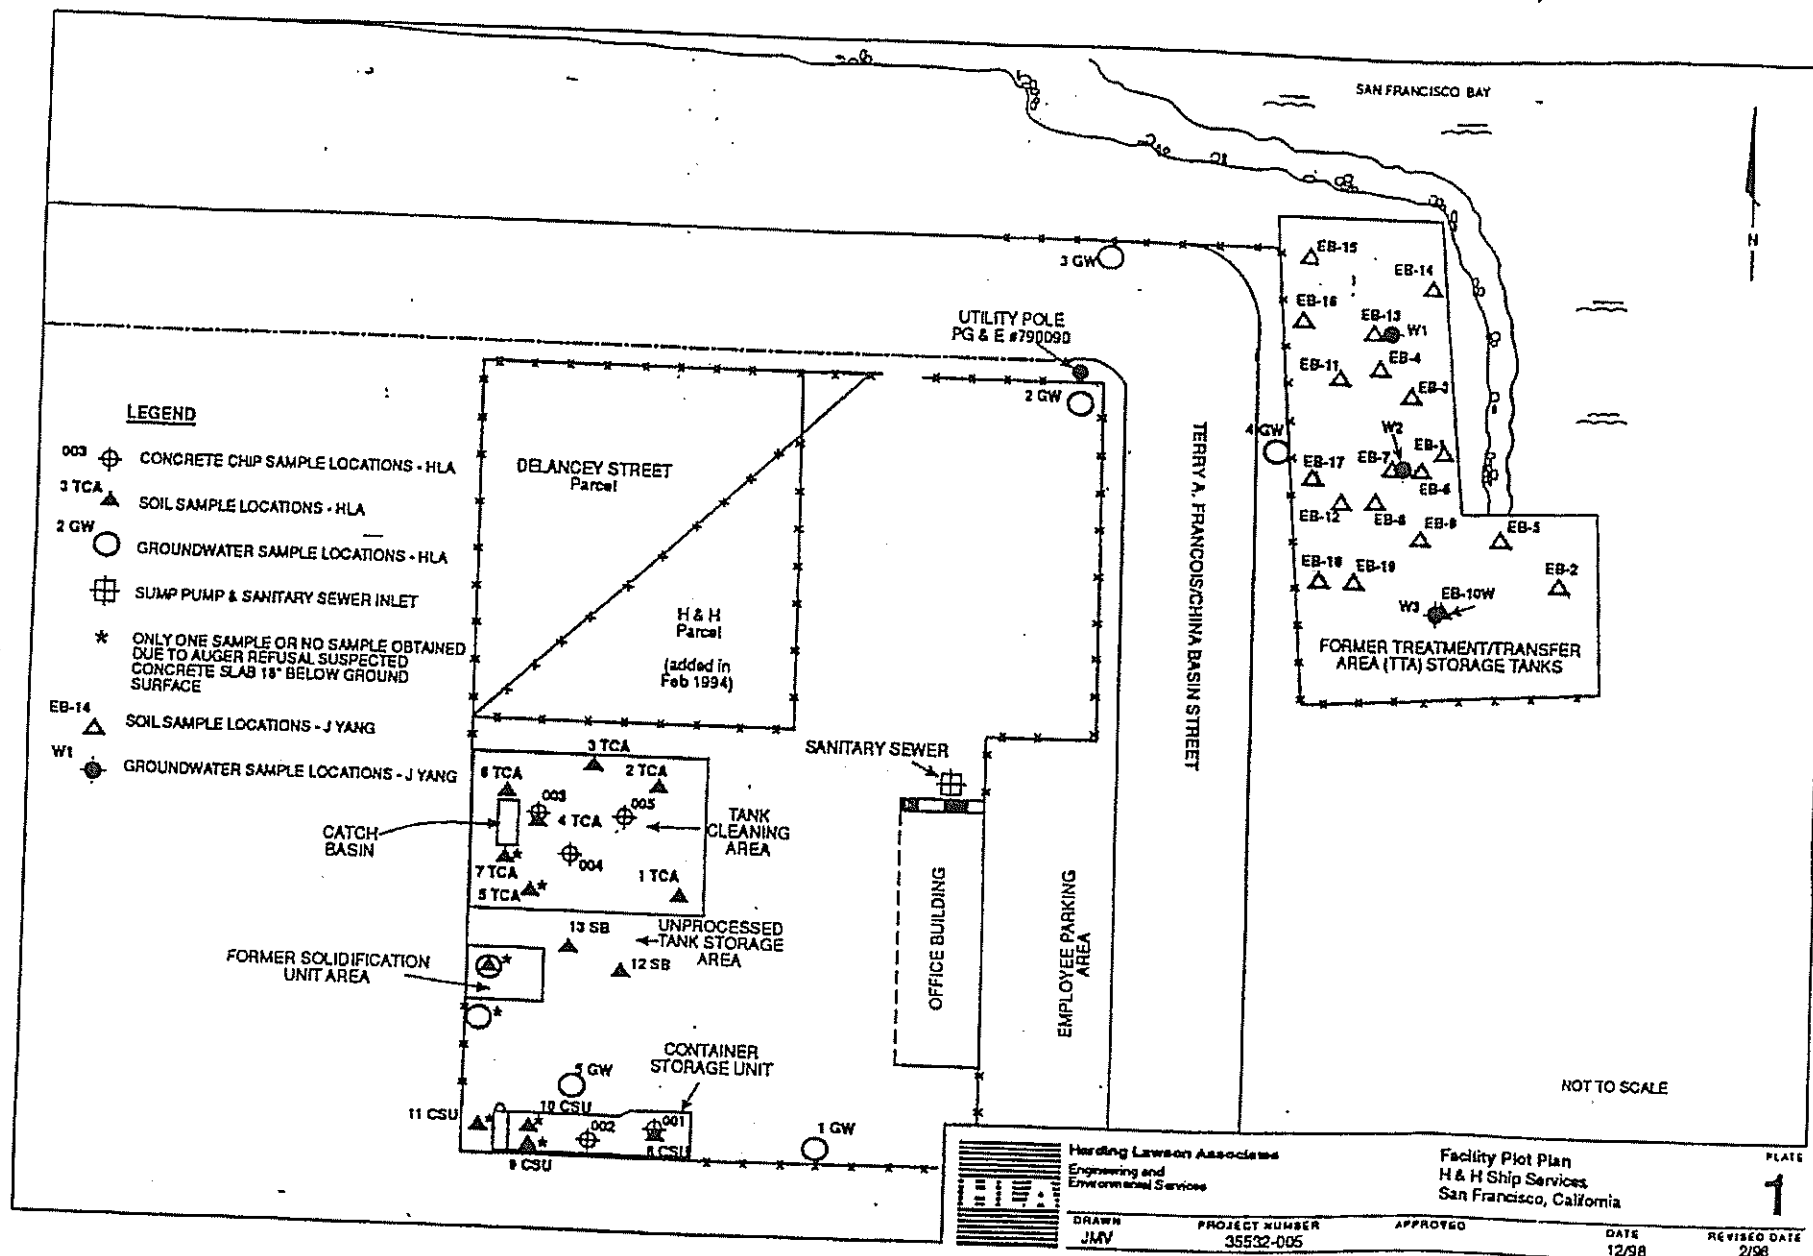 SAN FRANCISCO BAY
N
EB-15
EB-14
3 GW
EB-16
EB-13
W1
UTILITY POLE
PG & E #790090
EB-4
EB-11
EB-3
2 GW
LEGEND
003
CONCRETE CHIP SAMPLE LOCATIONS - HLA
3 TCA
SOIL SAMPLE LOCATIONS - HLA
2 GW
GROUNDWATER SAMPLE LOCATIONS - HLA
SUMP PUMP & SANITARY SEWER INLET
* ONLY ONE SAMPLE OR NO SAMPLE OBTAINED
DUE TO AUGER REFUSAL SUSPECTED
CONCRETE SLAB 18" BELOW GROUND
SURFACE
EB-14
SOIL SAMPLE LOCATIONS - J YANG
W1
GROUNDWATER SAMPLE LOCATIONS - J YANG
DELANCEY STREET
Parcel
H & H
Parcel
(added in
Feb 1994)
TERRY A. FRANCOIS/CHINA BASIN STREET
4 GW
W2
EB-1
EB-7
EB-17
EB-12
EB-8
EB-5
EB-18
EB-19
EB-2
W3
EB-10W
FORMER TREATMENT/TRANSFER
AREA (TTA) STORAGE TANKS
SANITARY SEWER
3 TCA
6 TCA
2 TCA
003
005
4 TCA
TANK
CLEANING
AREA
CATCH
BASIN
004
7 TCA
*
5 TCA
*
1 TCA
13 SB
UNPROCESSED
TANK STORAGE
AREA
12 SB
FORMER SOLIDIFICATION
UNIT AREA
*
*
OFFICE BUILDING
EMPLOYEE PARKING
AREA
CONTAINER
STORAGE UNIT
5 GW
10 CSU
11 CSU
*
*
*
002
001
8 CSU
9 CSU
1 GW
NOT TO SCALE
Harding Lawson Associates
Engineering and
Environmental Services
Facility Plot Plan
H & H Ship Services
San Francisco, California
PLATE
1
DRAWN
JMV
PROJECT NUMBER
35532-005
APPROVED
DATE
12/98
REVISED DATE
2/98